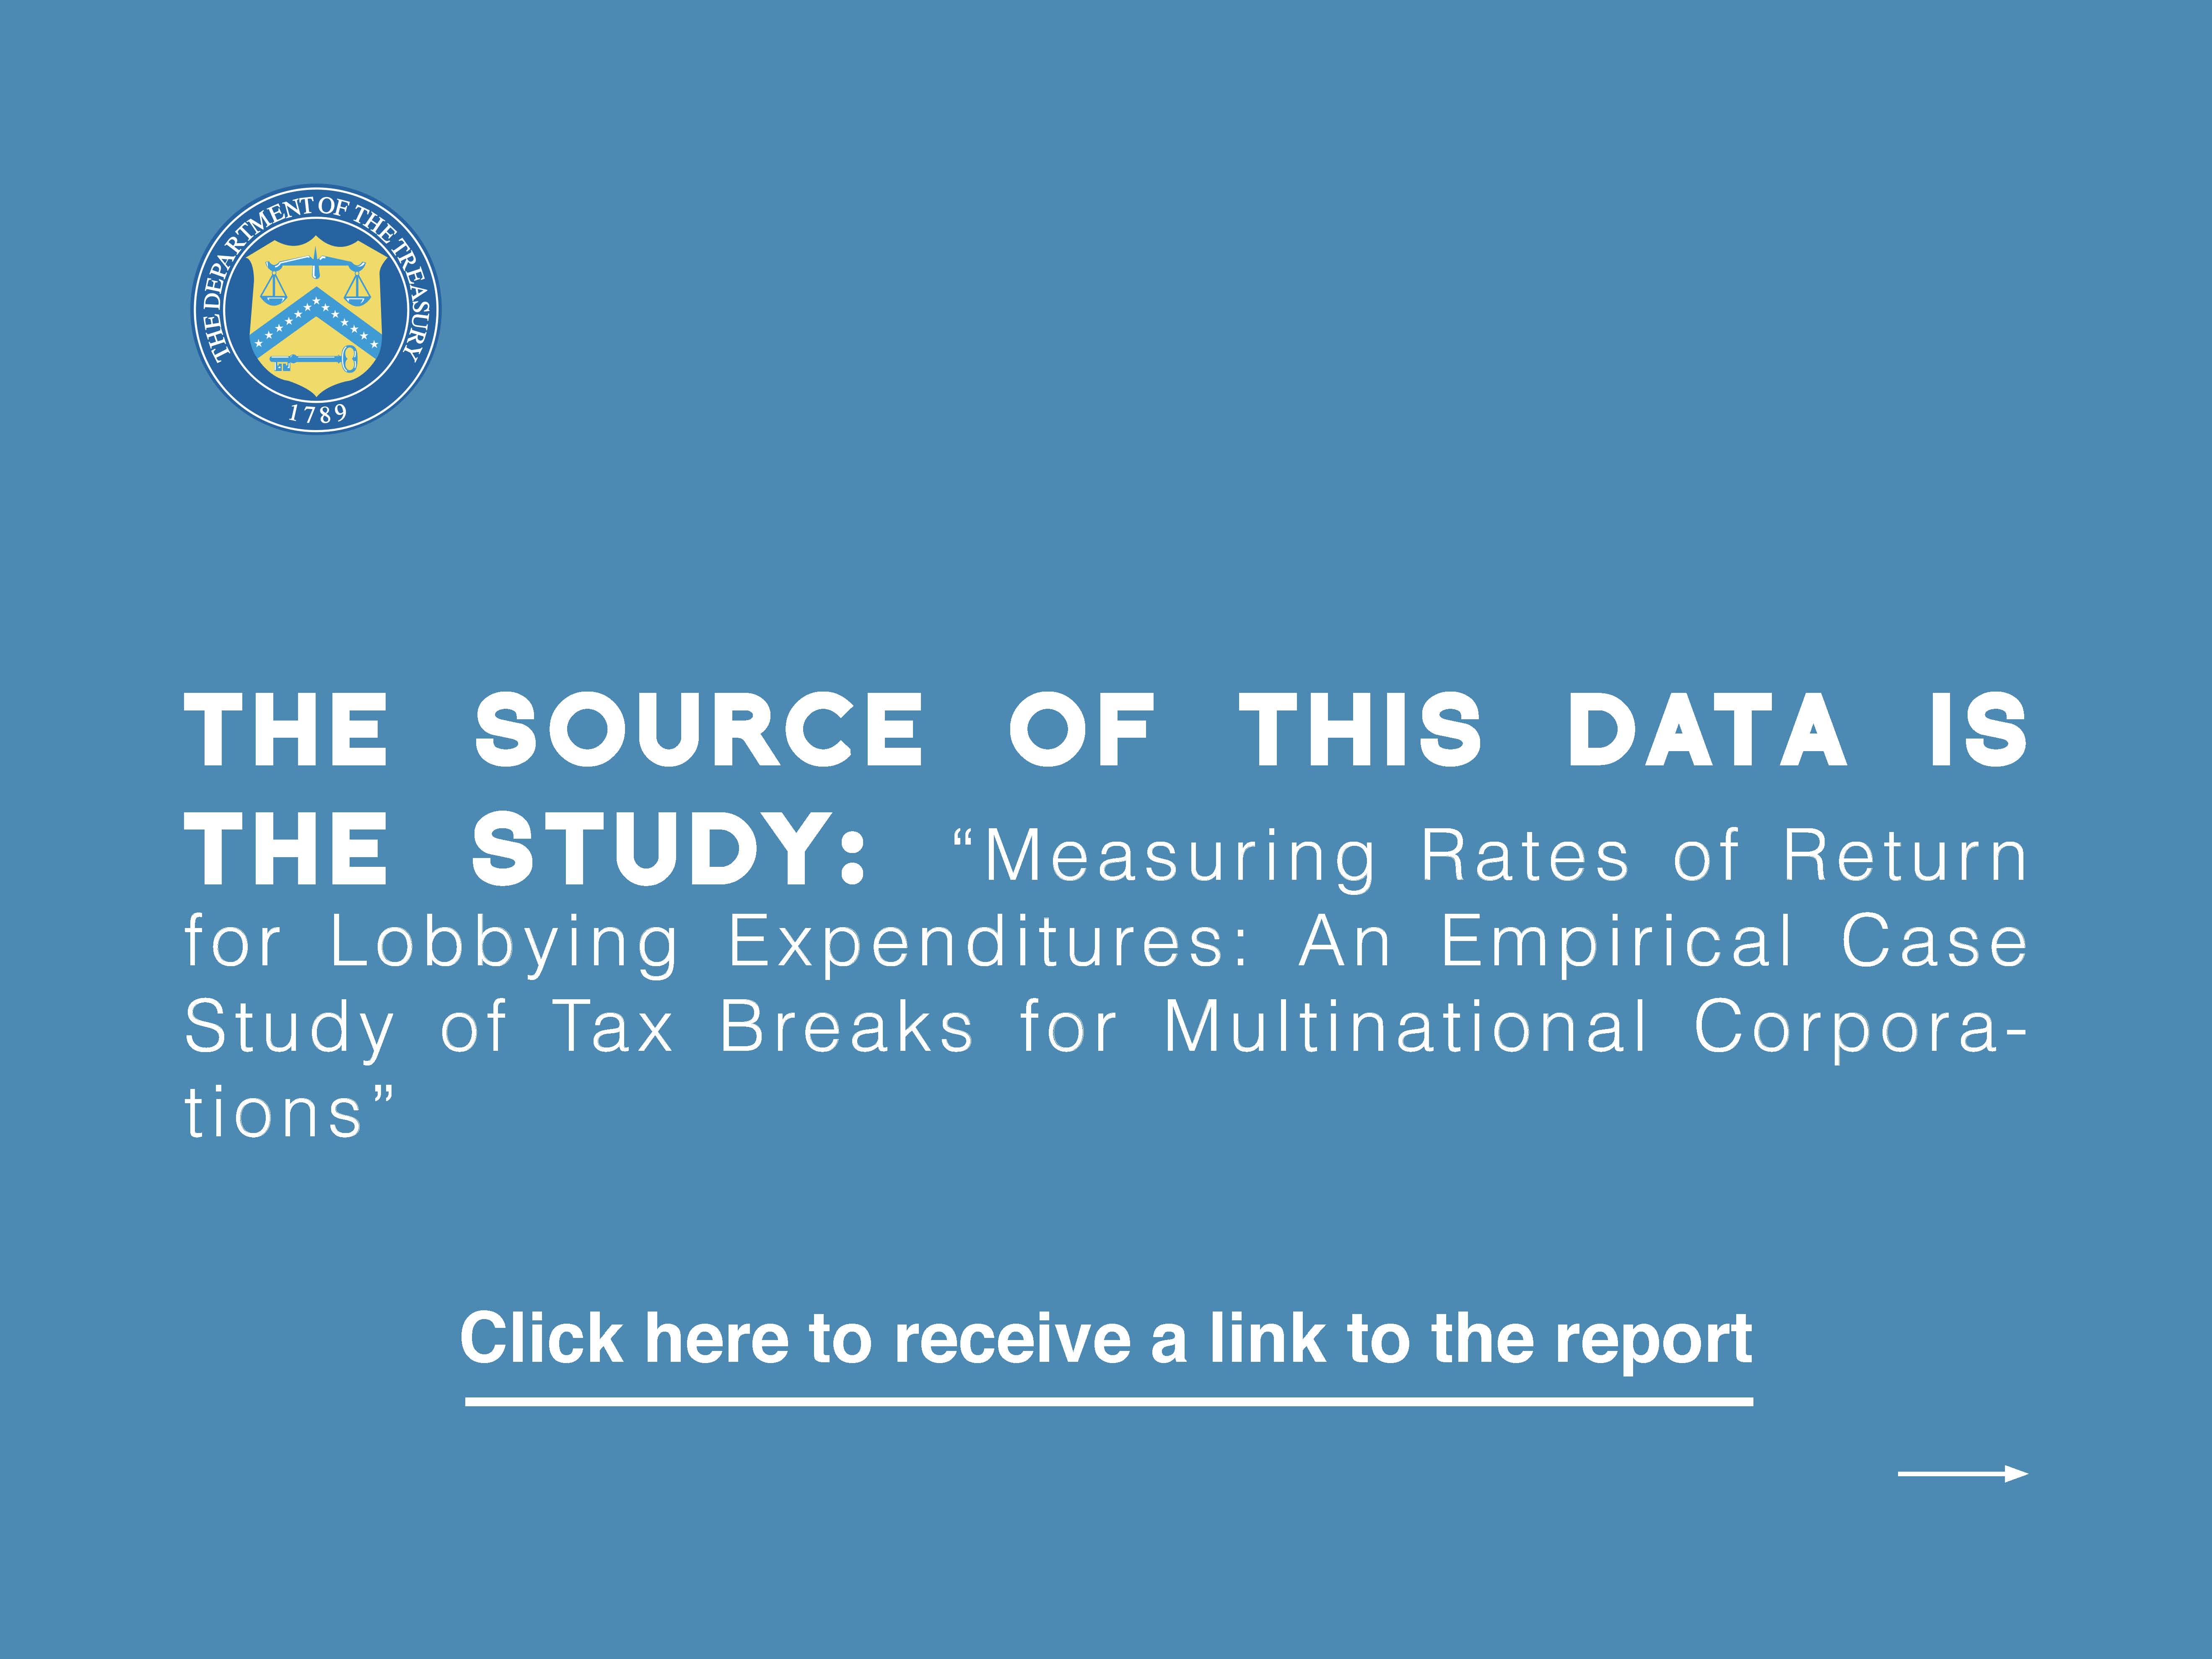 THE DEPARTMENT OF THE TREASURY
1789
THE SOURCE OF THIS DATA IS
THE STUDY: “Measuring Rates of Return
for Lobbying Expenditures: An Empirical Case
Study of Tax Breaks for Multinational Corpora-
tions”
Click here to receive a link to the report